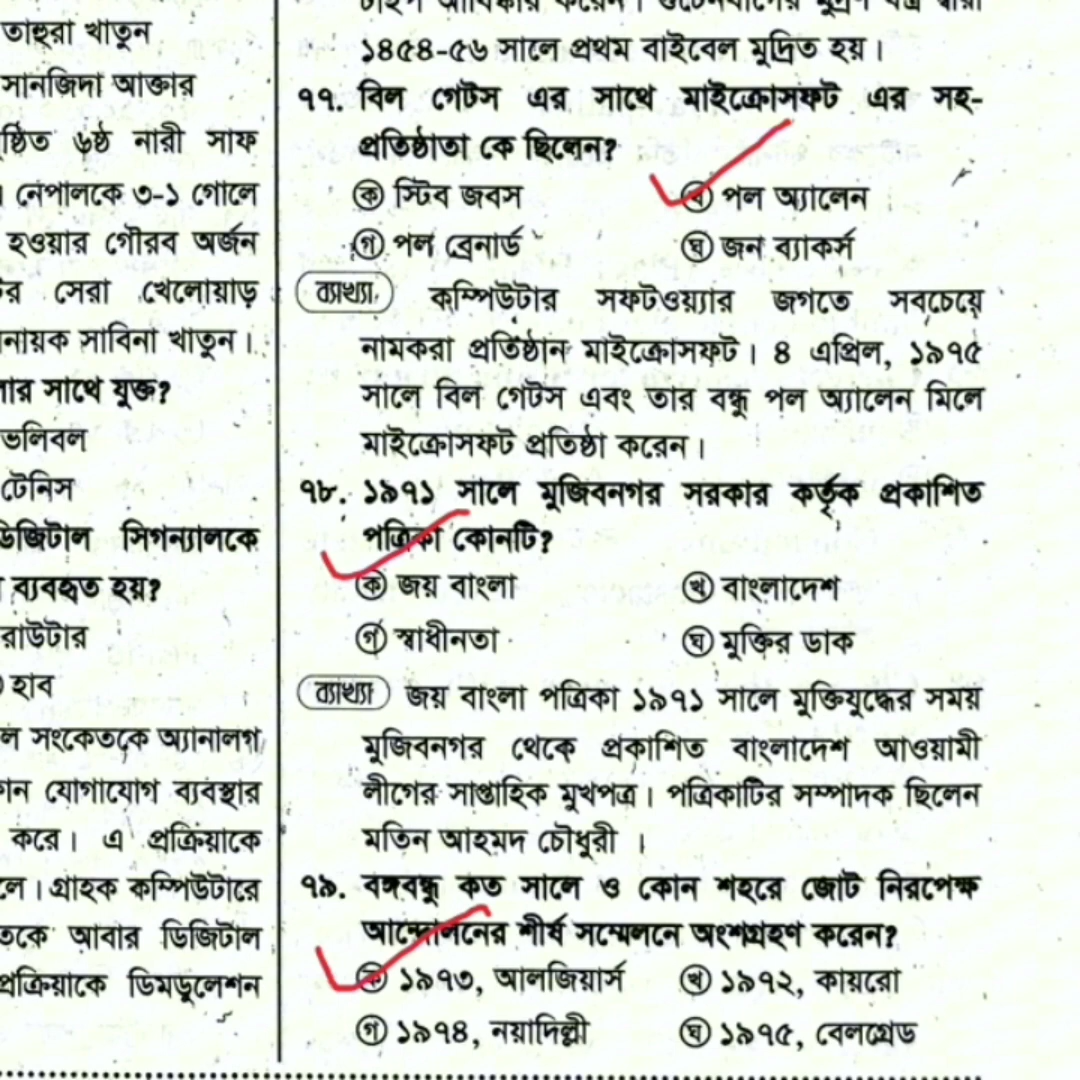 তাহুরা খাতুন
সানজিদা আক্তার
ষ্ঠিত ৬ষ্ঠ নারী সাফ
। নেপালকে ৩-১ গোলে
হওয়ার গৌরব অর্জন
সেরা খেলোয়াড়
নায়ক সাবিনা খাতুন।
সাথে যুক্ত?
ভলিবল
টেনিস
ডিজিটাল সিগন্যালকে
ব্যবহৃত হয়?
রাউটার
হাব
সংকেতকে অ্যানালগ
যোগাযোগ ব্যবস্থার
করে। এ প্রক্রিয়াকে
। গ্রাহক কম্পিউটারে
আবার ডিজিটাল
প্রক্রিয়াকে ডিমডুলেশন
১৪৫৪-৫৬ সালে প্রথম বাইবেল মুদ্রিত হয়।
৭৭. বিল গেটস এর সাথে মাইক্রোসফট এর সহ-
প্রতিষ্ঠাতা কে ছিলেন?
ক স্টিব জবস খ পল অ্যালেন
গ পল ব্রেনার্ড ঘ জন ব্যাকর্স
ব্যাখ্যা কম্পিউটার সফটওয়্যার জগতে সবচেয়ে
নামকরা প্রতিষ্ঠান মাইক্রোসফট। ৪ এপ্রিল, ১৯৭৫
সালে বিল গেটস এবং তার বন্ধু পল অ্যালেন মিলে
মাইক্রোসফট প্রতিষ্ঠা করেন।
৭৮. ১৯৭১ সালে মুজিবনগর সরকার কর্তৃক প্রকাশিত
পত্রিকা কোনটি?
ক জয় বাংলা খ বাংলাদেশ
গ স্বাধীনতা ঘ মুক্তির ডাক
ব্যাখ্যা জয় বাংলা পত্রিকা ১৯৭১ সালে মুক্তিযুদ্ধের সময়
মুজিবনগর থেকে প্রকাশিত বাংলাদেশ আওয়ামী
লীগের সাপ্তাহিক মুখপত্র। পত্রিকাটির সম্পাদক ছিলেন
মতিন আহমদ চৌধুরী ।
৭৯. বঙ্গবন্ধু কত সালে ও কোন শহরে জোট নিরপেক্ষ
আন্দোলনের শীর্ষ সম্মেলনে অংশগ্রহণ করেন?
ক ১৯৭৩, আলজিয়ার্স খ ১৯৭২, কায়রো
গ ১৯৭৪, নয়াদিল্লী ঘ ১৯৭৫, বেলগ্রেড